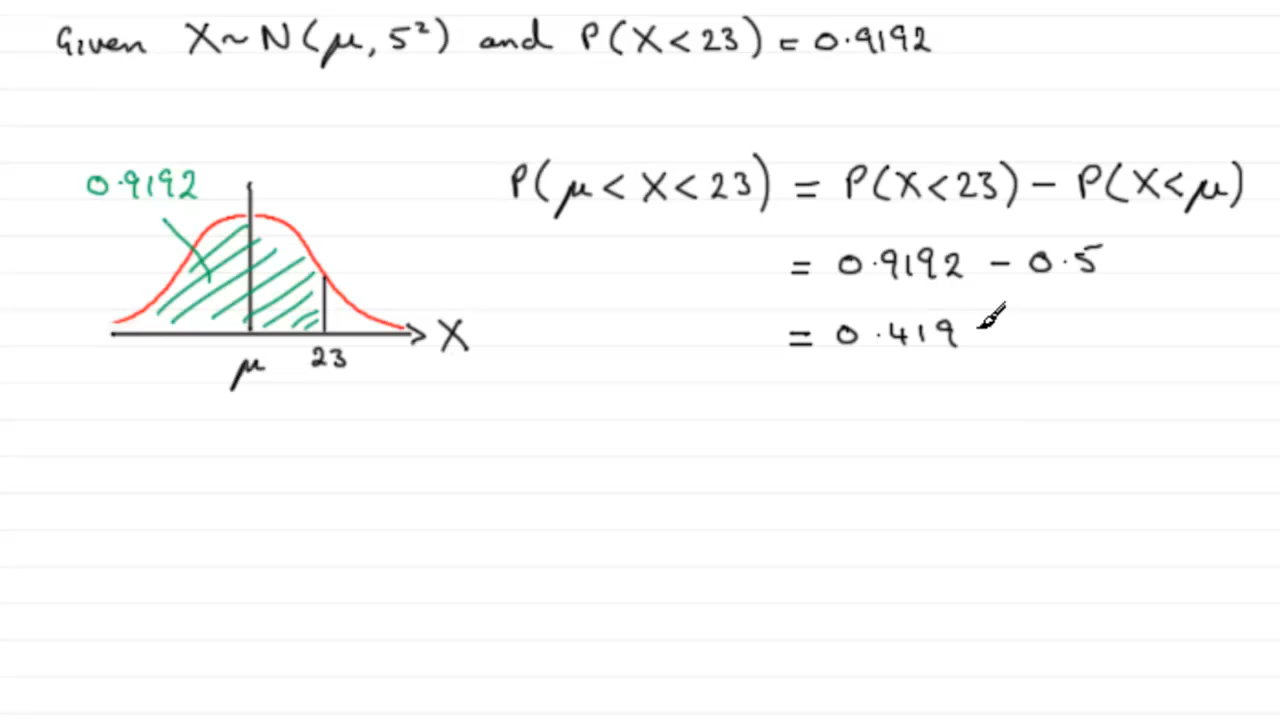 Given X~N(μ, 5²) and P(X<23) = 0.9192
0.9192
P(μ<X<23) = P(X<23) - P(X<μ)
= 0.9192 - 0.5
= 0.419
X
μ 23